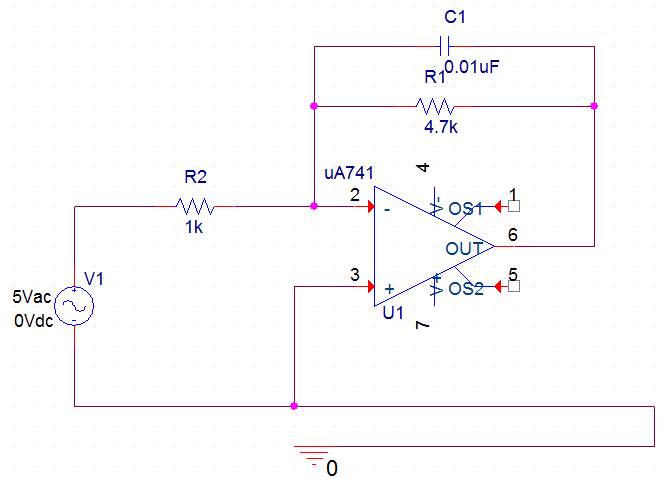 C1
0.01uF
R1
4.7k
uA741
4
R2
2
1
-
V-
OS1
1k
6
OUT
V1
3
5
+
V+
OS2
5Vac
0Vdc
U1
7
0